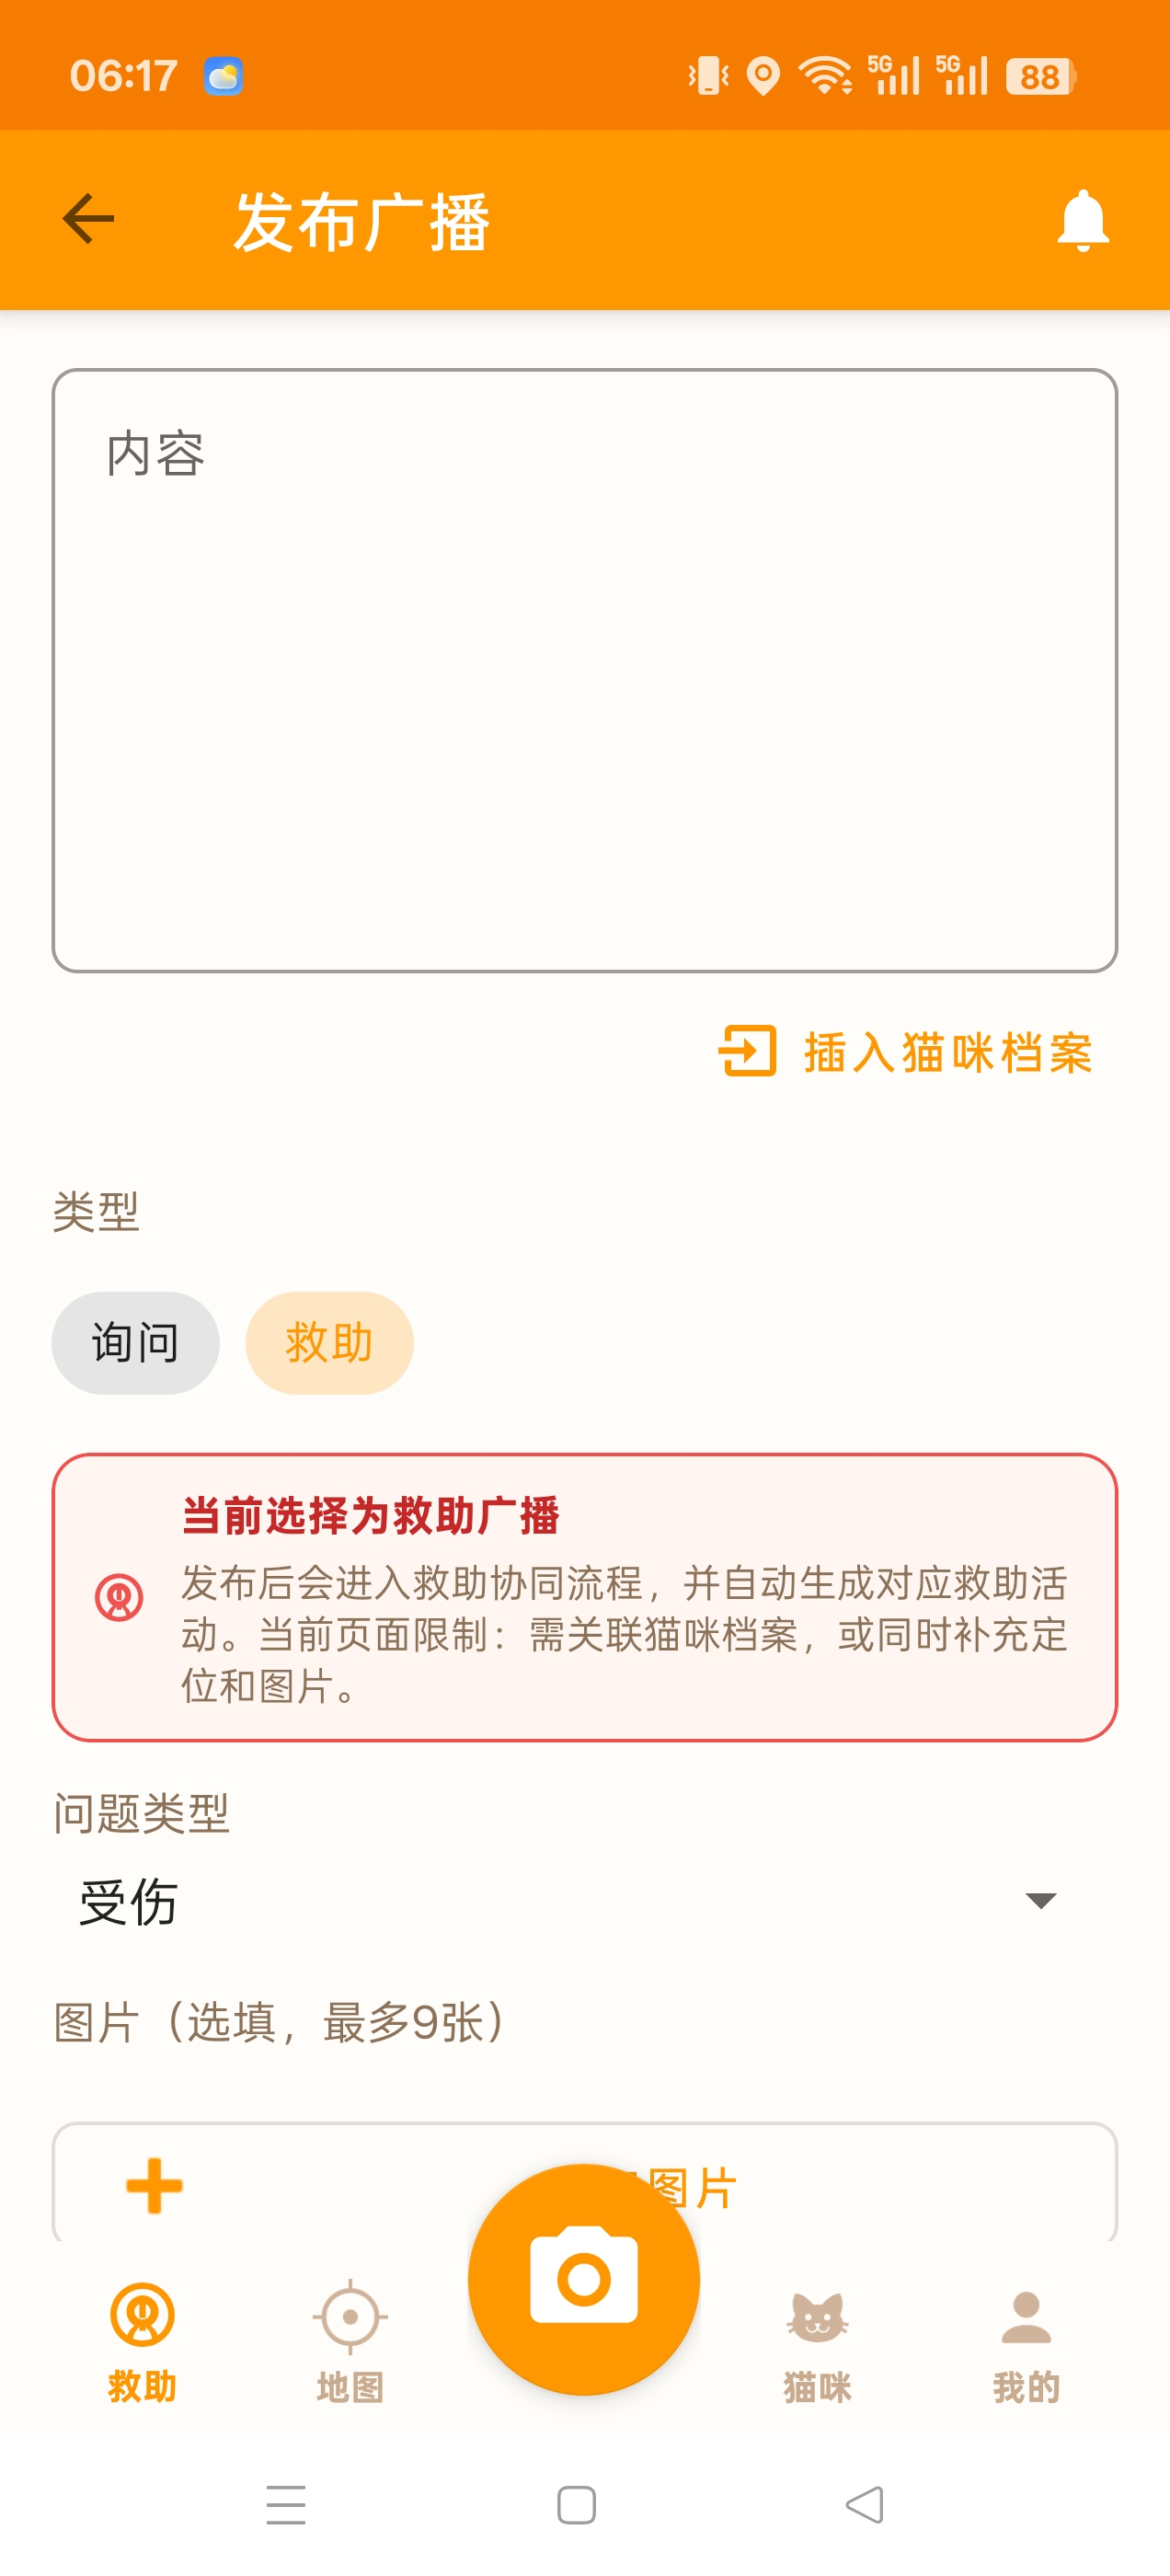 06:17
5G 5G 88
发布广播
内容
插入猫咪档案
类型
询问 救助
当前选择为救助广播
发布后会进入救助协同流程，并自动生成对应救助活
动。当前页面限制：需关联猫咪档案，或同时补充定
位和图片。
问题类型
受伤
图片（选填，最多9张）
图片
救助 地图 猫咪 我的